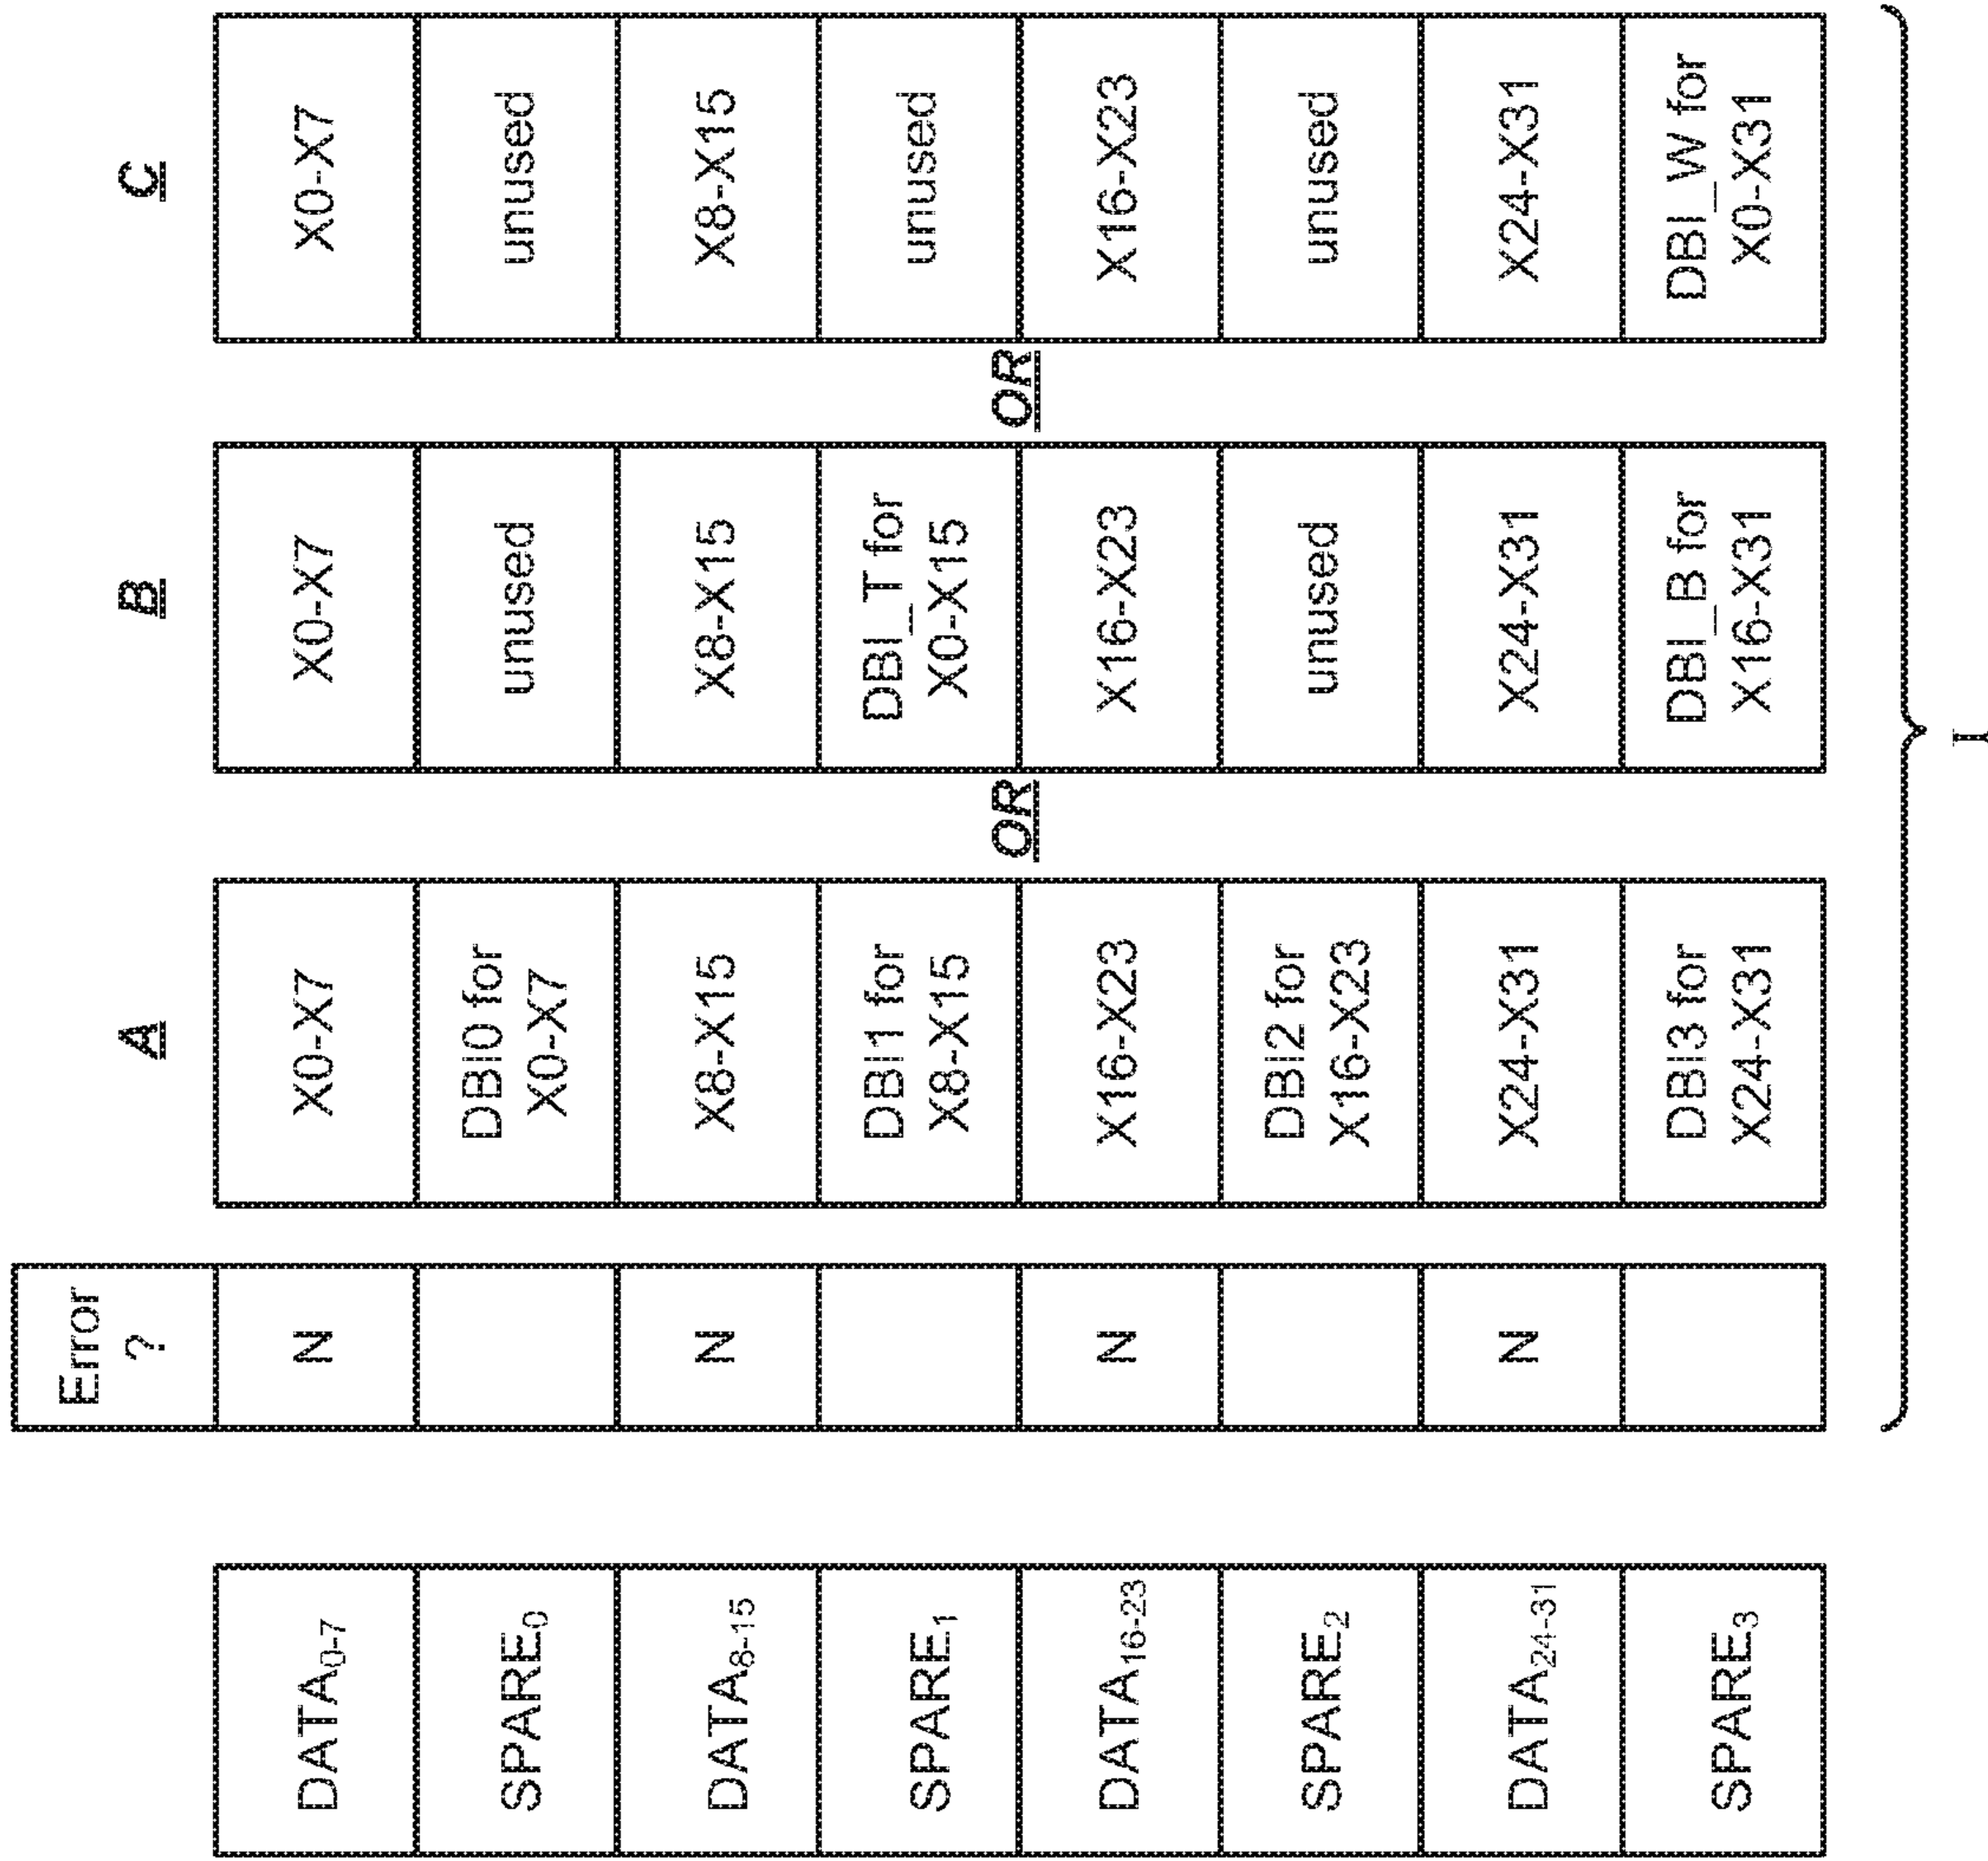 Error
?
A
B
C
DATA0-7
N
X0-X7
X0-X7
X0-X7
SPARE0
DBI0 for
X0-X7
unused
unused
DATA8-15
N
X8-X15
X8-X15
X8-X15
SPARE1
DBI1 for
X8-X15
DBI_T for
X0-X15
unused
OR
OR
DATA16-23
N
X16-X23
X16-X23
X16-X23
SPARE2
DBI2 for
X16-X23
unused
unused
DATA24-31
N
X24-X31
X24-X31
X24-X31
SPARE3
DBI3 for
X24-X31
DBI_B for
X16-X31
DBI_W for
X0-X31
I